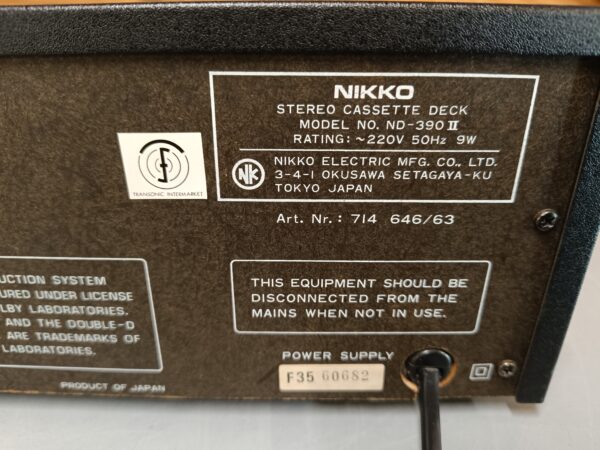 NIKKO
STEREO CASSETTE DECK
MODEL NO. ND-390 II
RATING: ~220V 50Hz 9W
NK
NIKKO ELECTRIC MFG. CO., LTD.
3-4-1 OKUSAWA SETAGAYA-KU
TOKYO JAPAN
TRANSONIC INTERMARKET
Art. Nr.: 714 646/63
UCTION SYSTEM
URED UNDER LICENSE
LBY LABORATORIES.
AND THE DOUBLE-D
ARE TRADEMARKS OF
LABORATORIES.
THIS EQUIPMENT SHOULD BE
DISCONNECTED FROM THE
MAINS WHEN NOT IN USE.
POWER SUPPLY
F35 60682
PRODUCT OF JAPAN